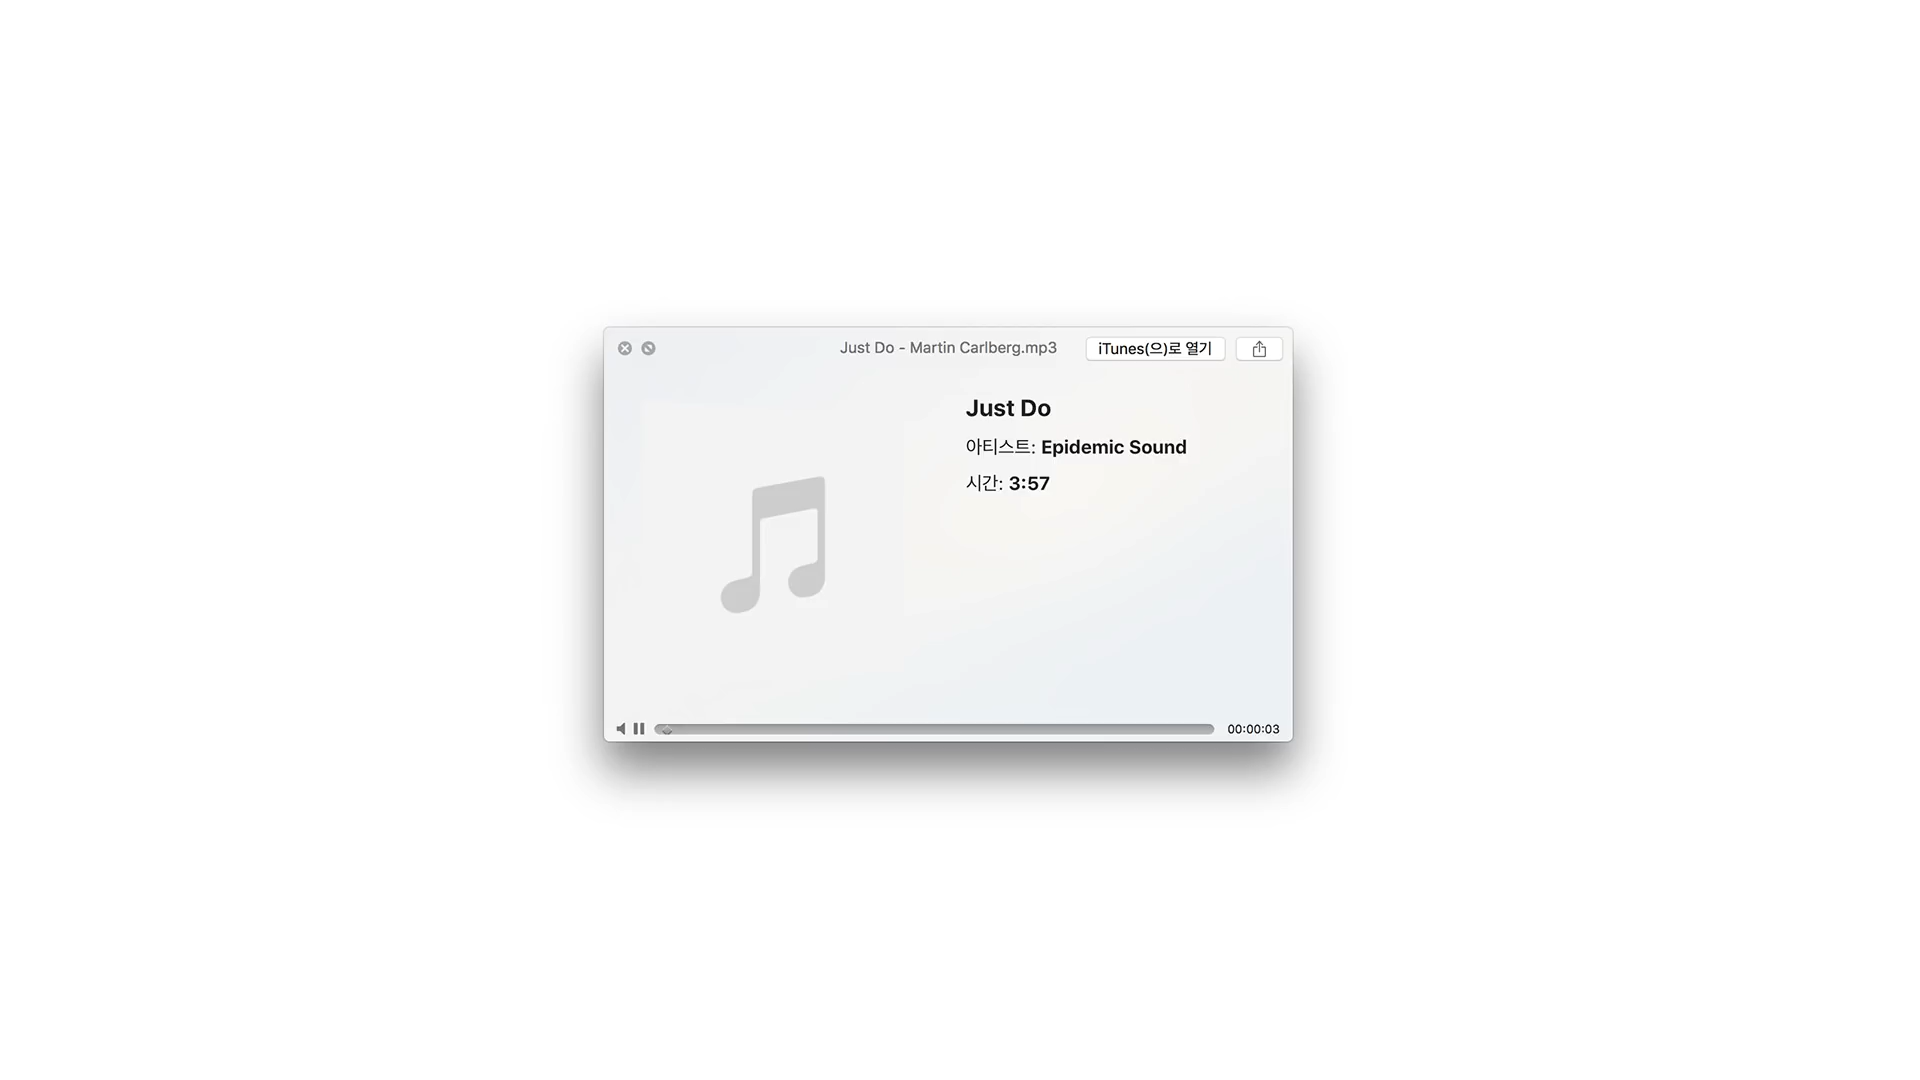 Just Do - Martin Carlberg.mp3
iTunes(으)로 열기
Just Do
아티스트: Epidemic Sound
시간: 3:57
00:00:03